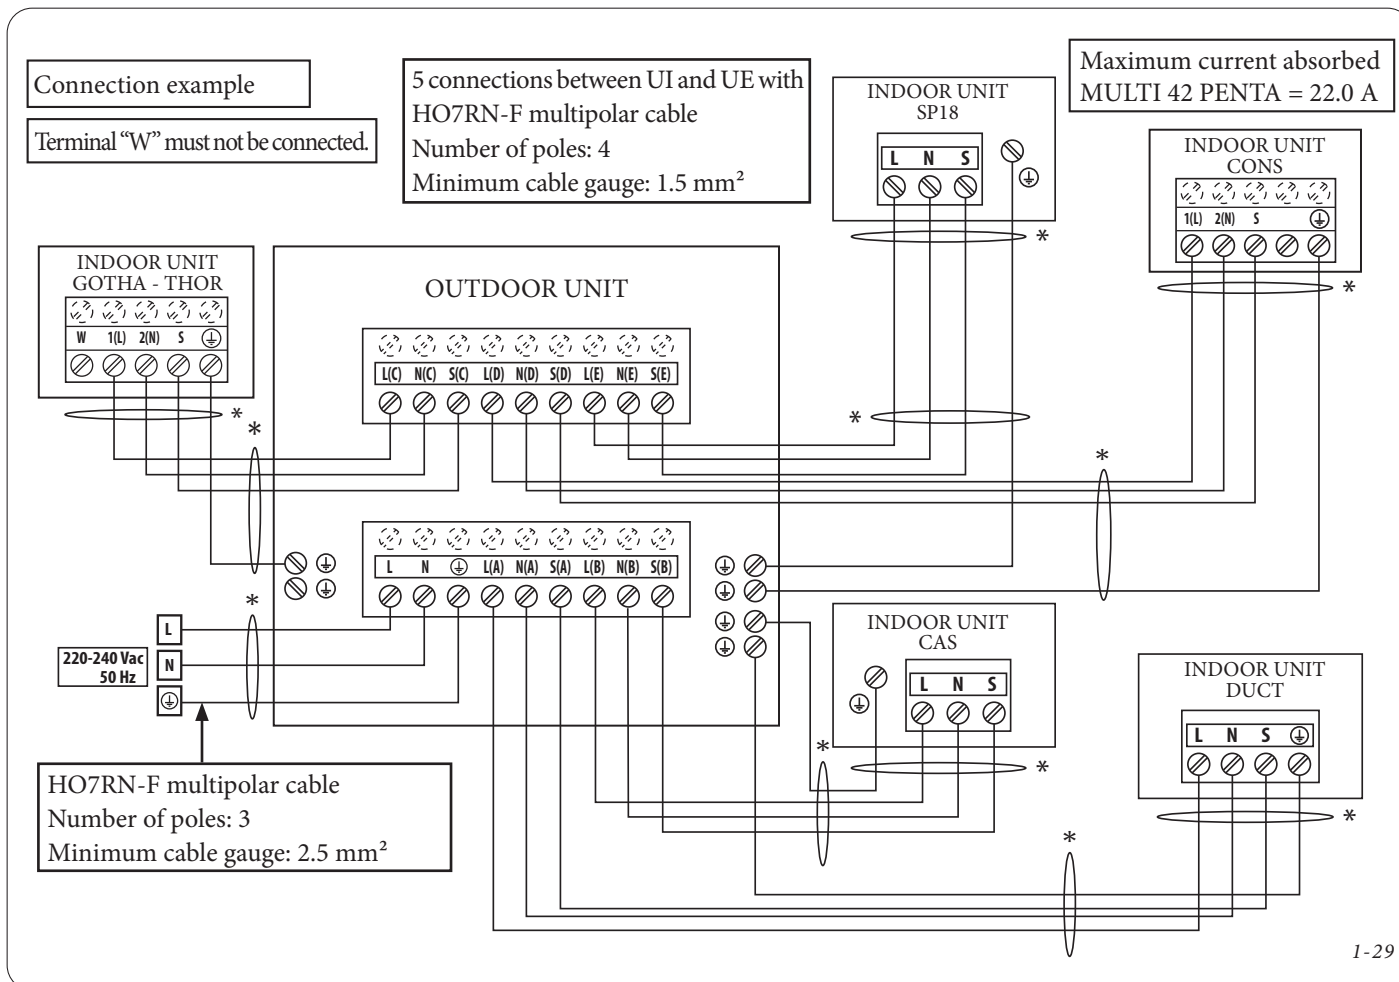 Connection example
Terminal “W” must not be connected.
5 connections between UI and UE with
HO7RN-F multipolar cable
Number of poles: 4
Minimum cable gauge: 1.5 mm²
INDOOR UNIT
SP18
L N S
Maximum current absorbed
MULTI 42 PENTA = 22.0 A
INDOOR UNIT
CONS
1(L) 2(N) S
*
*
INDOOR UNIT
GOTHA - THOR
W 1(L) 2(N) S
*
*
OUTDOOR UNIT
L(C) N(C) S(C) L(D) N(D) S(D) L(E) N(E) S(E)
*
*
L N L(A) N(A) S(A) L(B) N(B) S(B)
*
L
N
220-240 Vac
50 Hz
INDOOR UNIT
CAS
L N S
*
*
INDOOR UNIT
DUCT
L N S
*
*
HO7RN-F multipolar cable
Number of poles: 3
Minimum cable gauge: 2.5 mm²
1-29